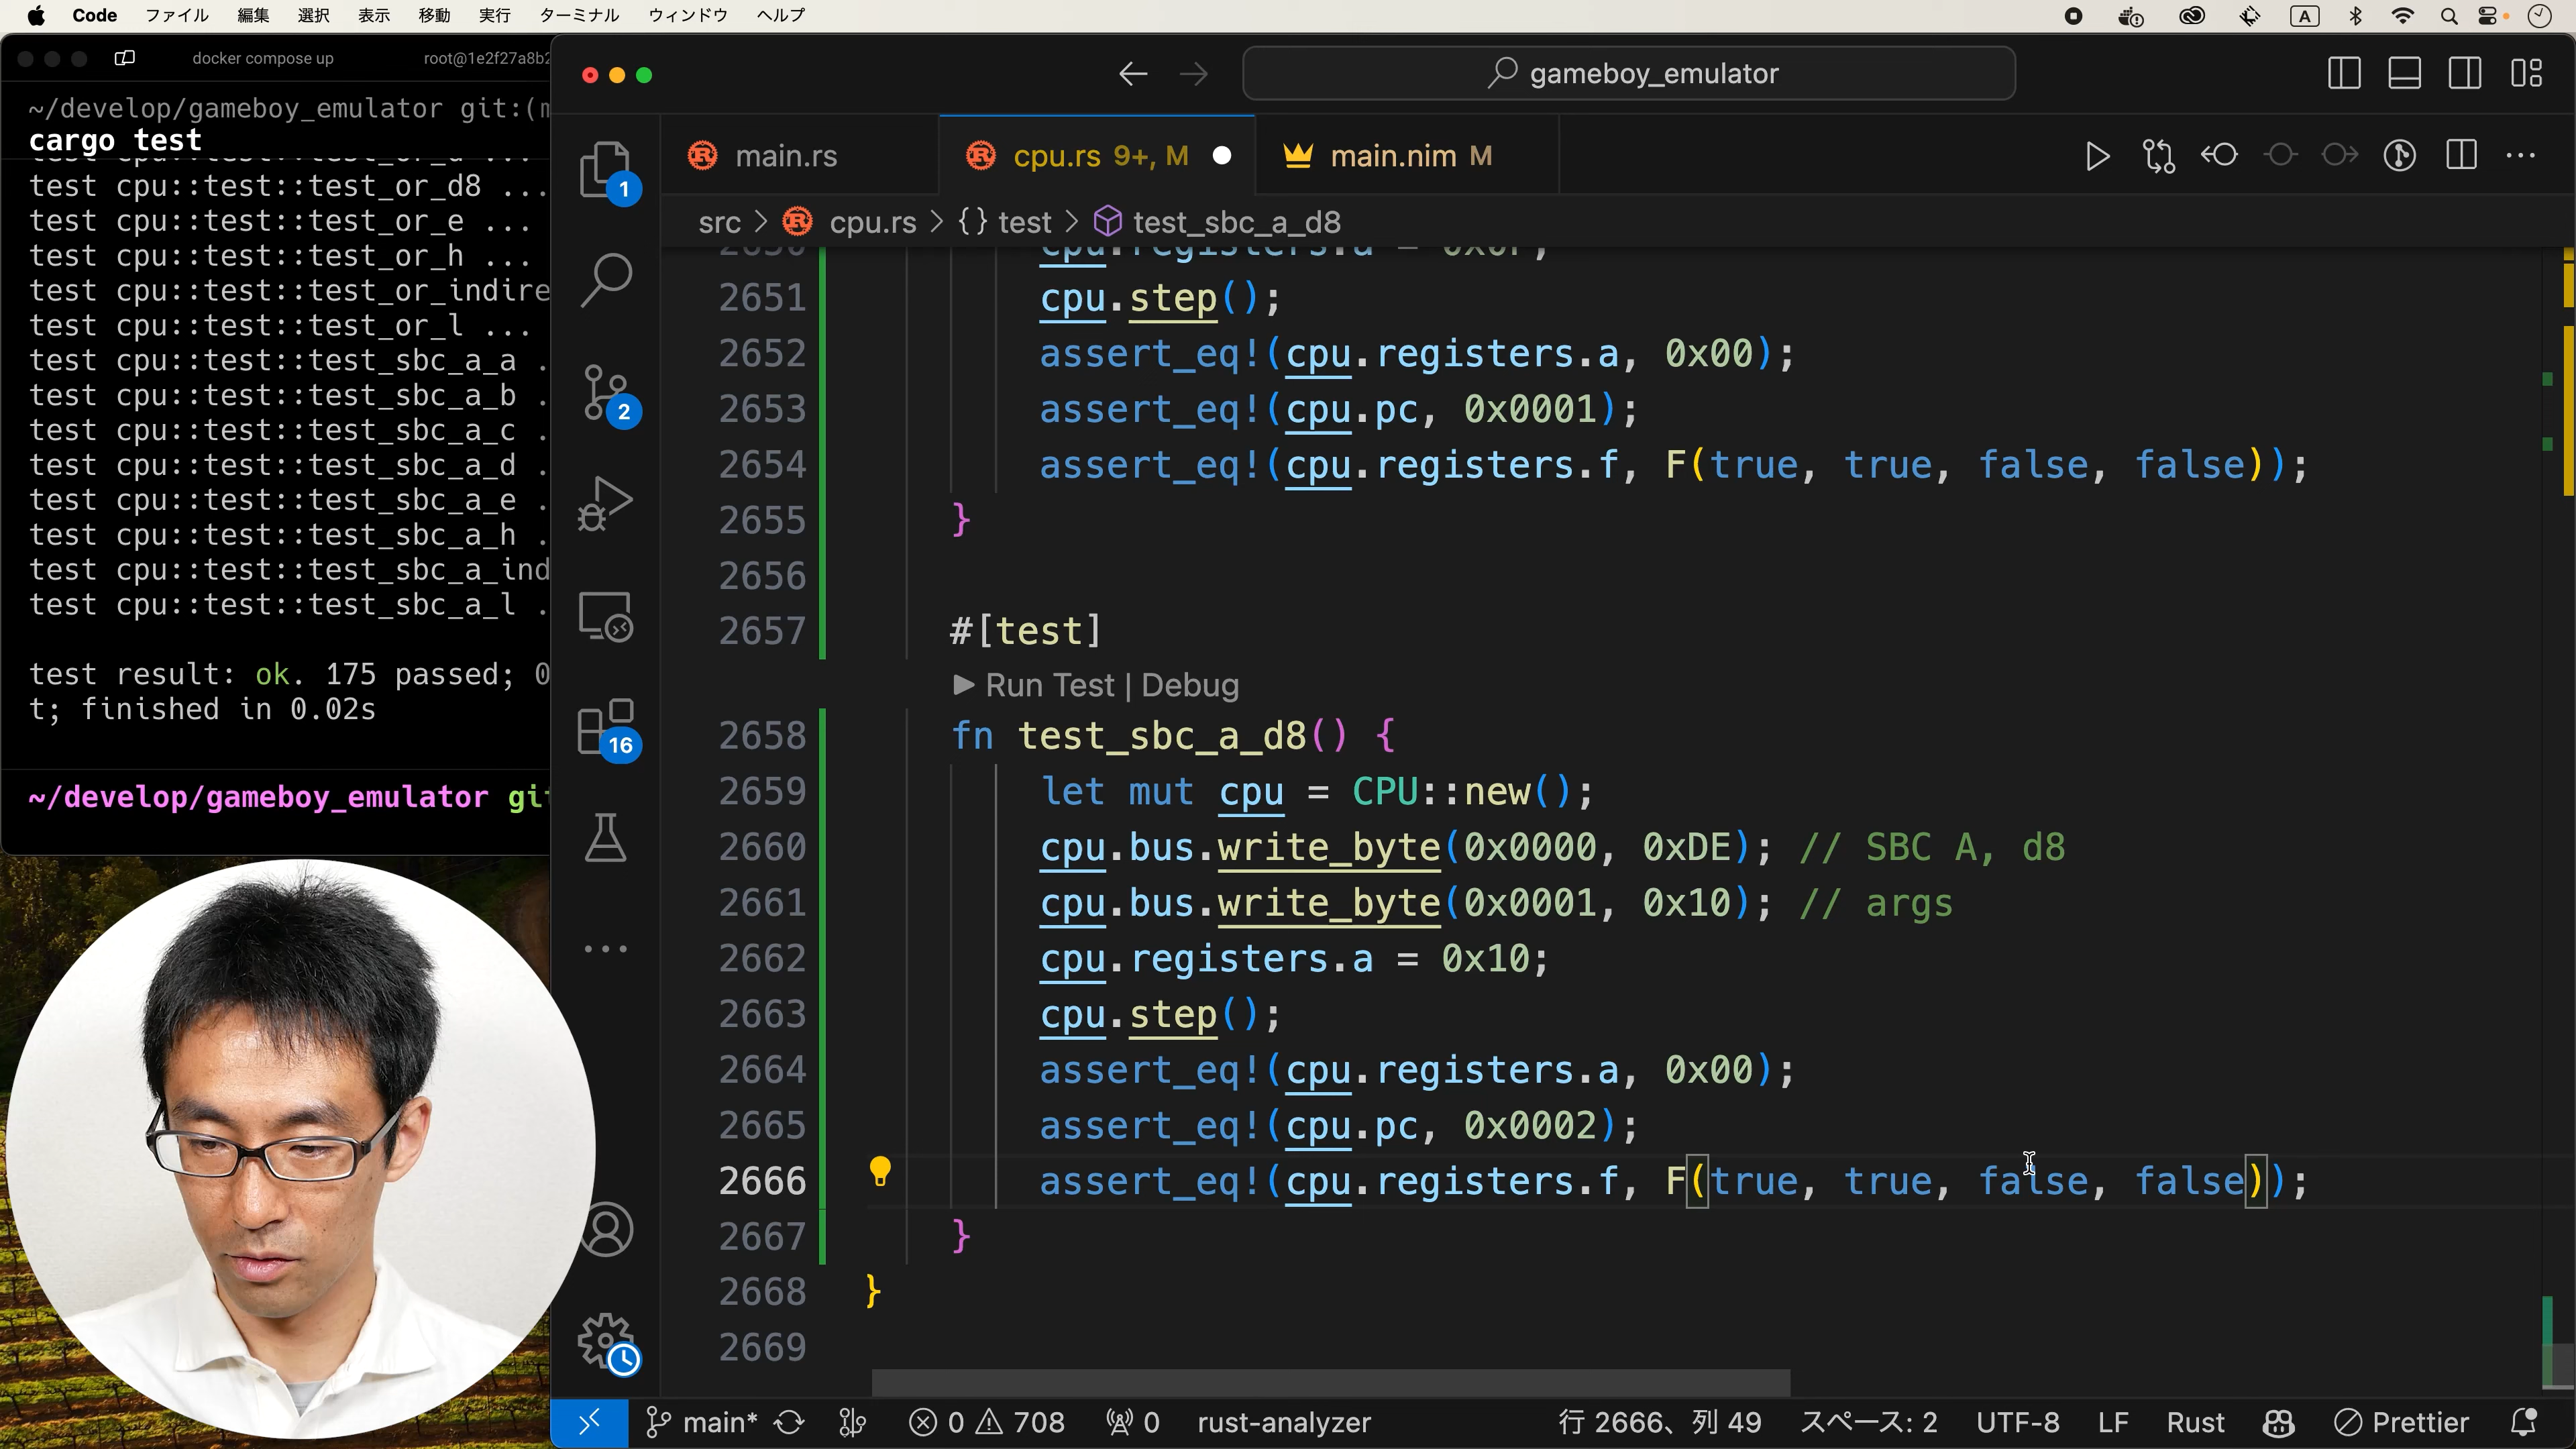 Code ファイル 編集 選択 表示 移動 実行 ターミナル ウィンドウ ヘルプ A
docker compose up root@1e2f27a8b2
~/develop/gameboy_emulator git:(m
cargo test
test cpu::test::test_or_d8 ...
test cpu::test::test_or_e ...
test cpu::test::test_or_h ...
test cpu::test::test_or_indire
test cpu::test::test_or_l ...
test cpu::test::test_sbc_a_a .
test cpu::test::test_sbc_a_b .
test cpu::test::test_sbc_a_c .
test cpu::test::test_sbc_a_d .
test cpu::test::test_sbc_a_e .
test cpu::test::test_sbc_a_h .
test cpu::test::test_sbc_a_ind
test cpu::test::test_sbc_a_l .
test result: ok. 175 passed; 0
t; finished in 0.02s
~/develop/gameboy_emulator git
gameboy_emulator
1
2
16
main.rs cpu.rs 9+, M main.nim M
src > cpu.rs > {} test > test_sbc_a_d8
2651 cpu.step();
2652 assert_eq!(cpu.registers.a, 0x00);
2653 assert_eq!(cpu.pc, 0x0001);
2654 assert_eq!(cpu.registers.f, F(true, true, false, false));
2655 }
2656
2657 #[test]
Run Test | Debug
2658 fn test_sbc_a_d8() {
2659 let mut cpu = CPU::new();
2660 cpu.bus.write_byte(0x0000, 0xDE); // SBC A, d8
2661 cpu.bus.write_byte(0x0001, 0x10); // args
2662 cpu.registers.a = 0x10;
2663 cpu.step();
2664 assert_eq!(cpu.registers.a, 0x00);
2665 assert_eq!(cpu.pc, 0x0002);
2666 assert_eq!(cpu.registers.f, F(true, true, false, false));
2667 }
2668 }
2669
main* 0 708 0 rust-analyzer 行 2666、列 49 スペース: 2 UTF-8 LF Rust Prettier